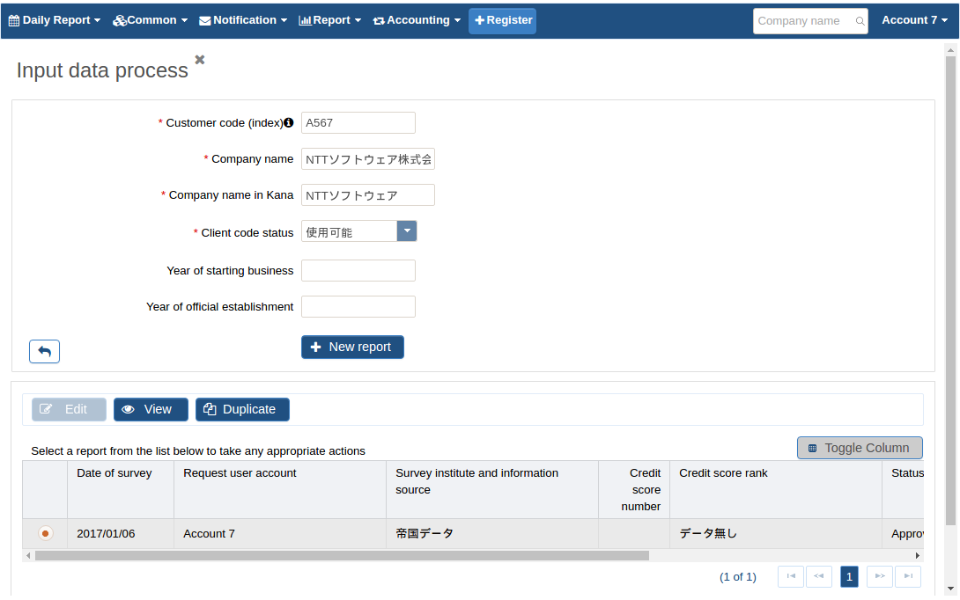 Daily Report Common Notification Report Accounting Register Company name Account 7
Input data process
* Customer code (index) A567
* Company name NTTソフトウェア株式会
* Company name in Kana NTTソフトウェア
* Client code status 使用可能
Year of starting business
Year of official establishment
New report
Edit View Duplicate
Select a report from the list below to take any appropriate actions
Toggle Column
Date of survey Request user account Survey institute and information source Credit score number Credit score rank Status
2017/01/06 Account 7 帝国データ データ無し Approv
(1 of 1) 1